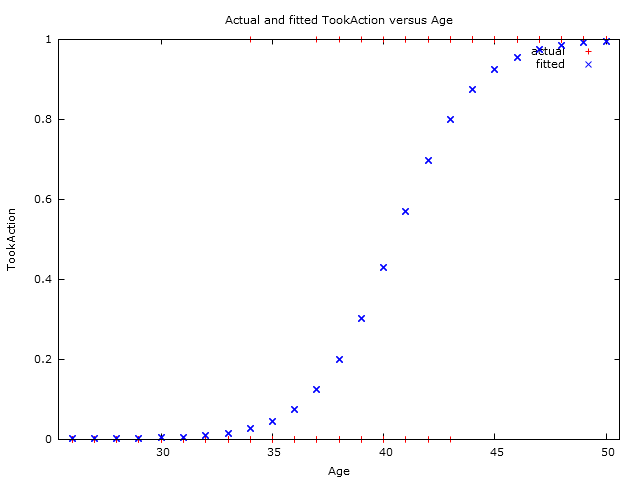 Actual and fitted TookAction versus Age
1
actual
fitted
0.8
0.6
TookAction
0.4
0.2
0
30
35
40
45
50
Age